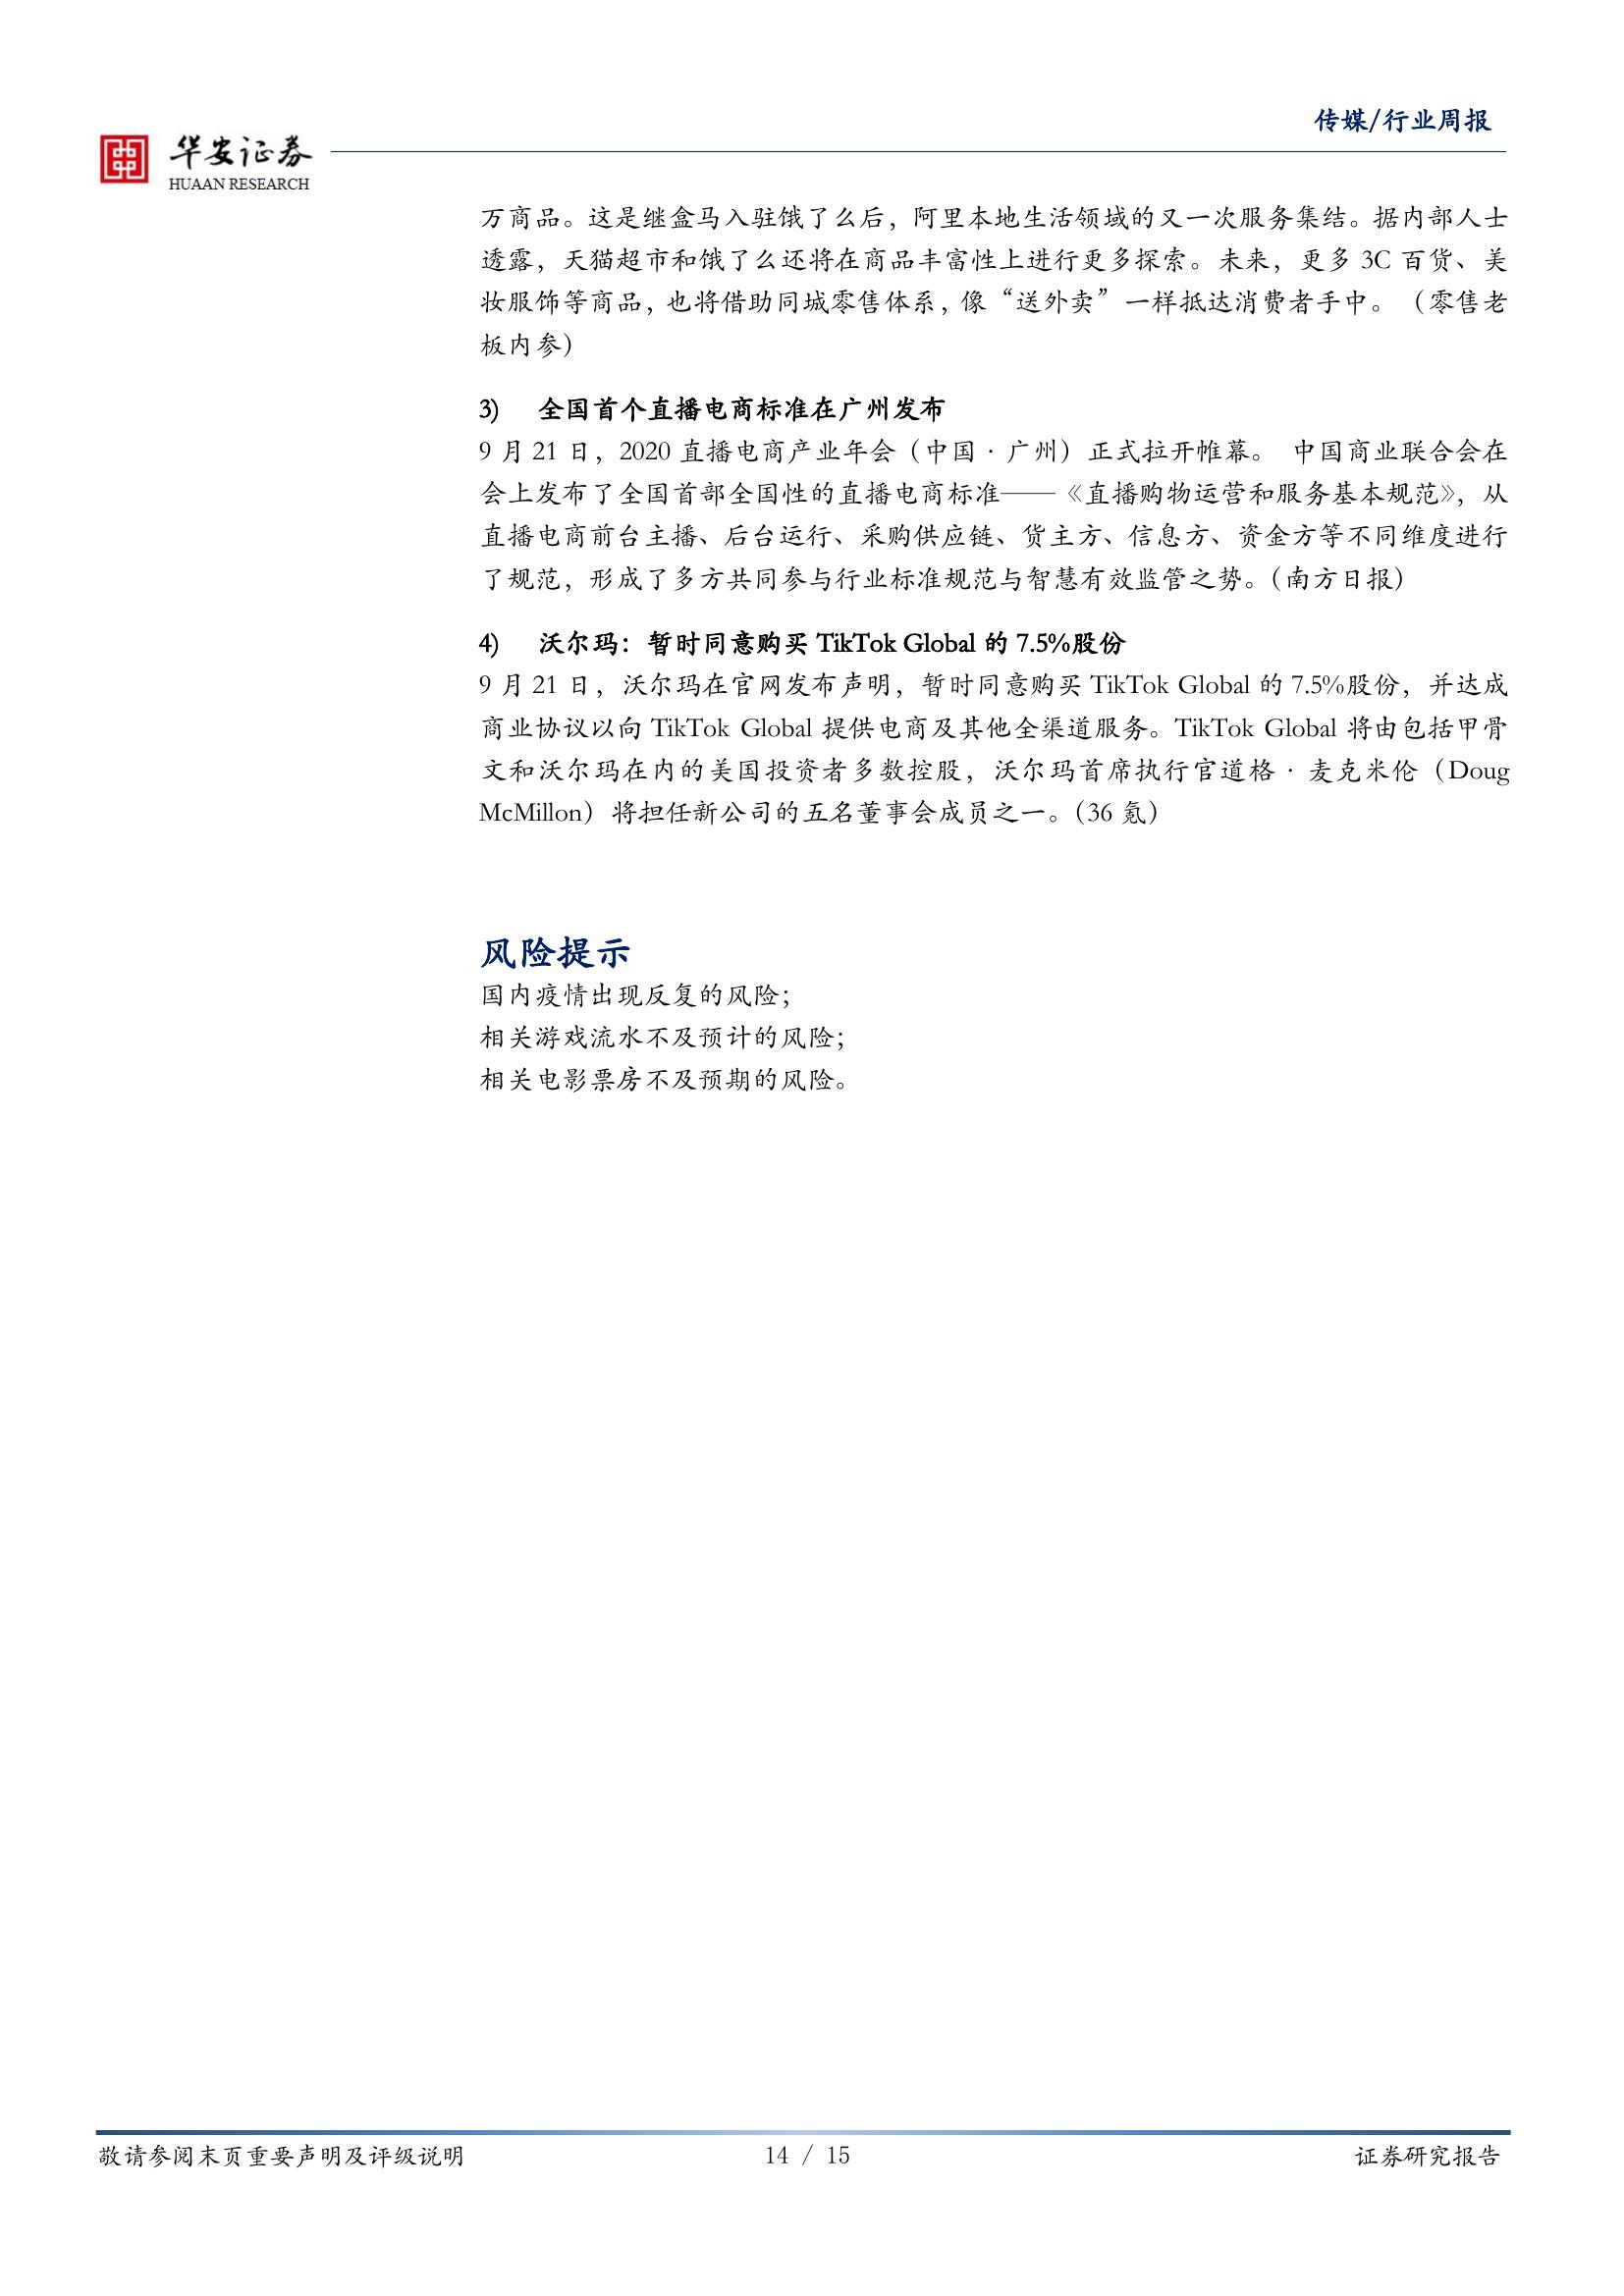 传媒/行业周报
华安证券
HUAAN RESEARCH
万商品。这是继盒马入驻饿了么后，阿里本地生活领域的又一次服务集结。据内部人士
透露，天猫超市和饿了么还将在商品丰富性上进行更多探索。未来，更多 3C 百货、美
妆服饰等商品，也将借助同城零售体系，像“送外卖”一样抵达消费者手中。（零售老
板内参）
3) 全国首个直播电商标准在广州发布
9 月 21 日，2020 直播电商产业年会（中国·广州）正式拉开帷幕。 中国商业联合会在
会上发布了全国首部全国性的直播电商标准——《直播购物运营和服务基本规范》，从
直播电商前台主播、后台运行、采购供应链、货主方、信息方、资金方等不同维度进行
了规范，形成了多方共同参与行业标准规范与智慧有效监管之势。（南方日报）
4) 沃尔玛：暂时同意购买 TikTok Global 的 7.5%股份
9 月 21 日，沃尔玛在官网发布声明，暂时同意购买 TikTok Global 的 7.5%股份，并达成
商业协议以向 TikTok Global 提供电商及其他全渠道服务。TikTok Global 将由包括甲骨
文和沃尔玛在内的美国投资者多数控股，沃尔玛首席执行官道格·麦克米伦（Doug
McMillon）将担任新公司的五名董事会成员之一。（36 氪）
风险提示
国内疫情出现反复的风险；
相关游戏流水不及预计的风险；
相关电影票房不及预期的风险。
敬请参阅末页重要声明及评级说明
14 / 15
证券研究报告